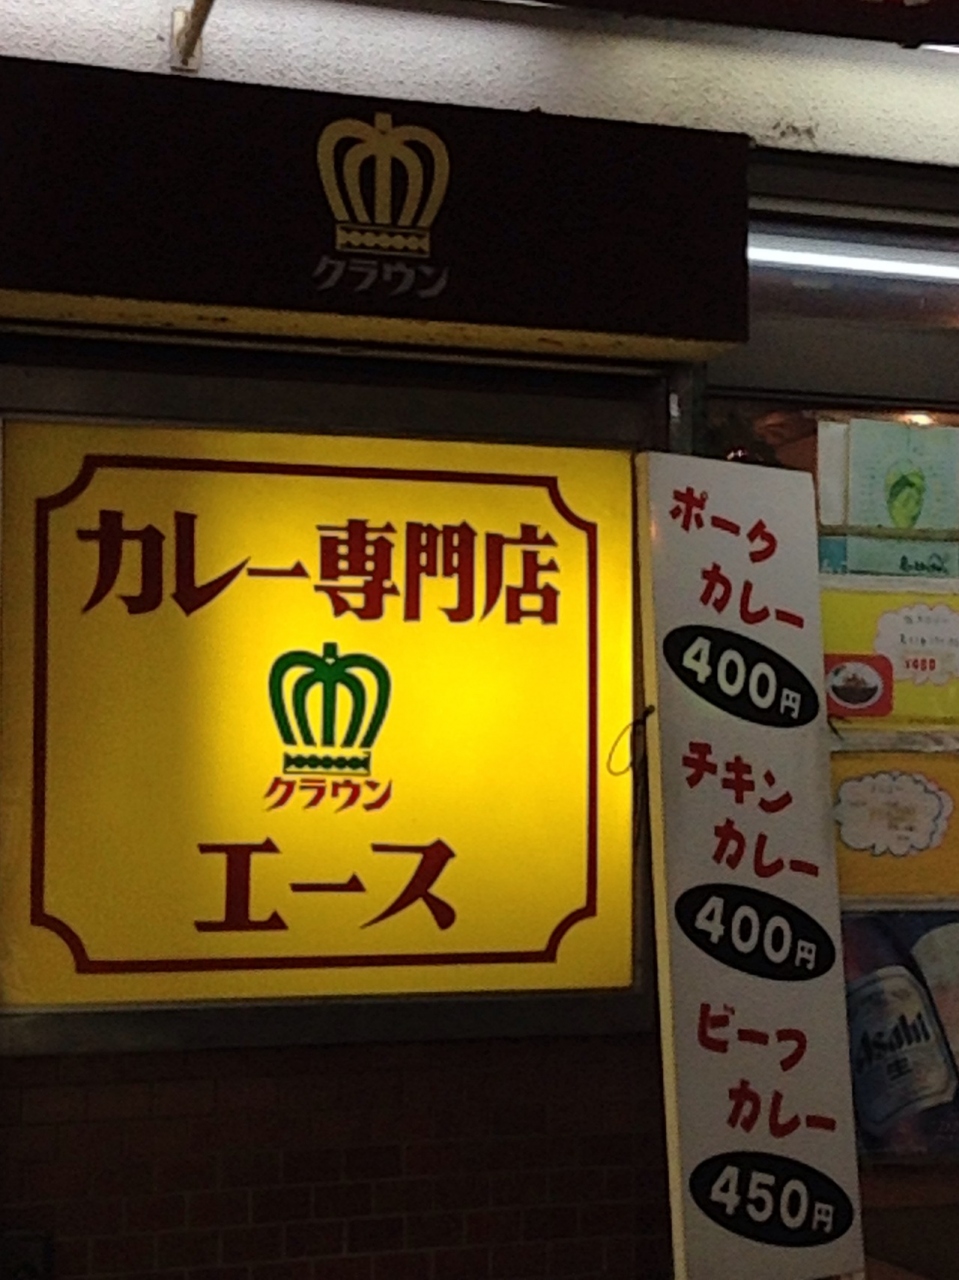 クラウン
カレー専門店
クラウン
エース
ポーク
カレー
400円
チキン
カレー
400円
ビーフ
カレー
450円
¥480
Asahi
生